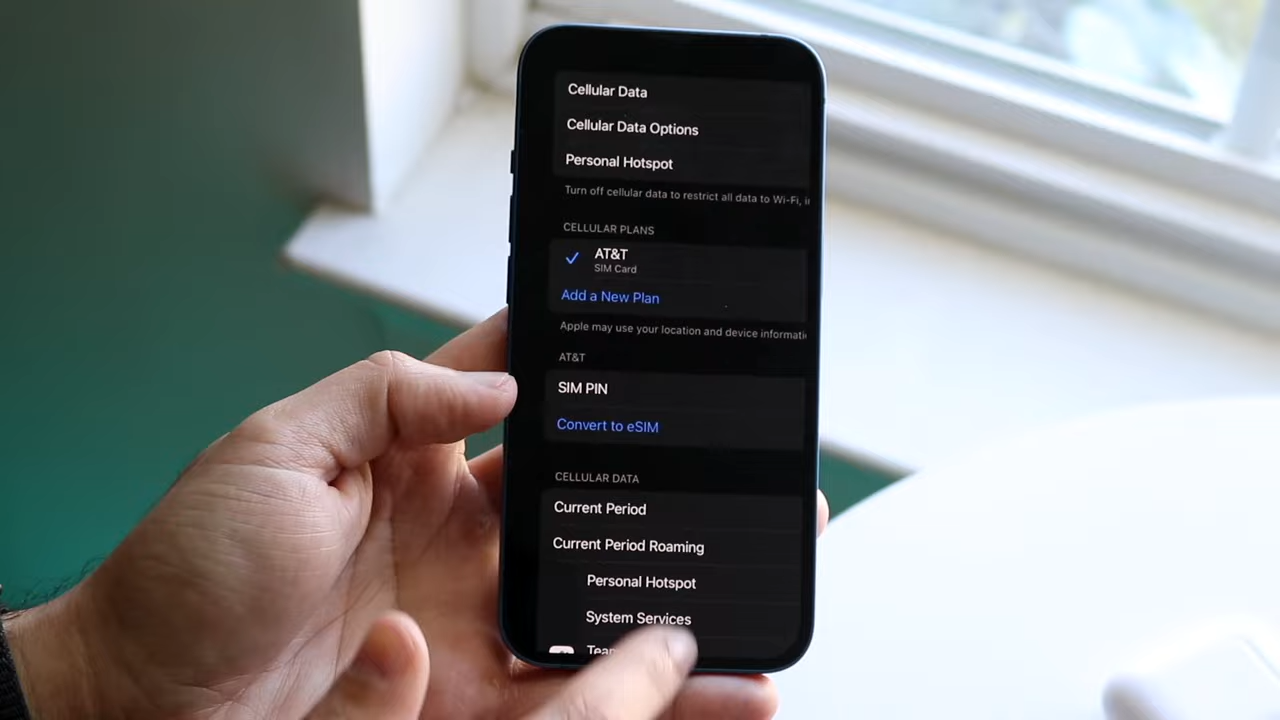 Cellular Data
Cellular Data Options
Personal Hotspot
Turn off cellular data to restrict all data to Wi-Fi,
CELLULAR PLANS
AT&T
SIM Card
Add a New Plan
Apple may use your location and device informati
AT&T
SIM PIN
Convert to eSIM
CELLULAR DATA
Current Period
Current Period Roaming
Personal Hotspot
System Services